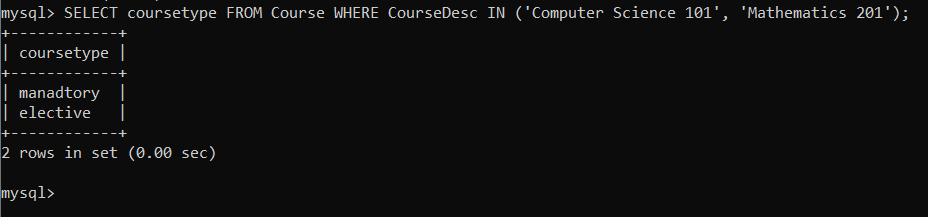 mysql> SELECT coursetype FROM Course WHERE CourseDesc IN ('Computer Science 101', 'Mathematics 201');
+------------+
| coursetype |
+------------+
| manadtory  |
| elective   |
+------------+
2 rows in set (0.00 sec)
mysql>